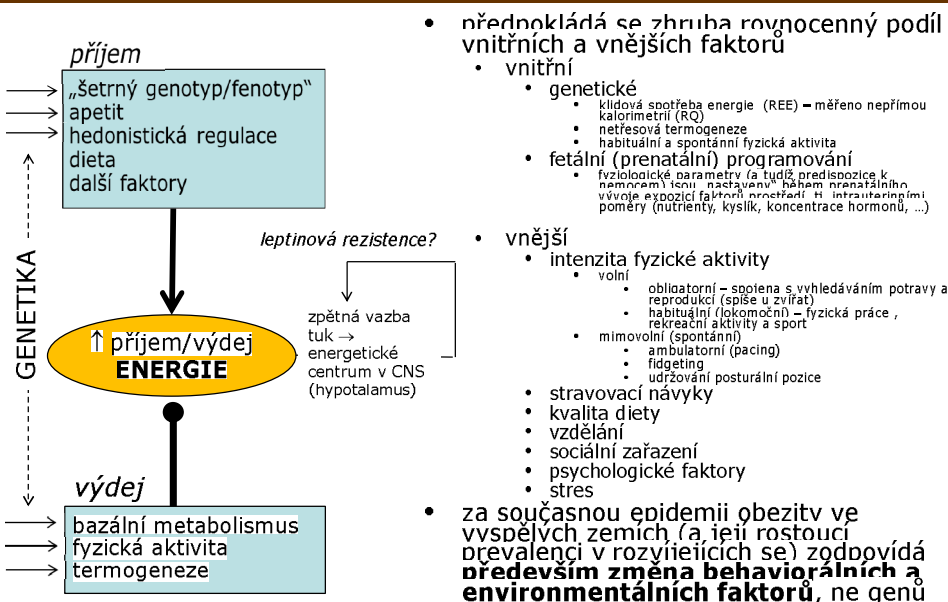 příjem
„šetrný genotyp/fenotyp“
apetit
hedonistická regulace
dieta
další faktory
GENETIKA
leptinová rezistence?
↑ příjem/výdej
ENERGIE
zpětná vazba
tuk →
energetické
centrum v CNS
(hypotalamus)
výdej
bazální metabolismus
fyzická aktivita
termogeneze
• předpokládá se zhruba rovnocenný podíl
vnitřních a vnějších faktorů
• vnitřní
• genetické
• klidová spotřeba energie (REE) – měřeno nepřímou
kalorimetrií (RQ)
• netřesová termogeneze
• habituální a spontánní fyzická aktivita
• fetální (prenatální) programování
• fyziologické parametry (a tudíž predispozice k
nemocem) jsou „nastaveny“ během prenatálního
vývoje expozicí faktorů prostředí, tj. intrauterinními
poměry (nutrienty, kyslík, koncentrace hormonů, …)
• vnější
• intenzita fyzické aktivity
• volní
• obligatorní – spojena s vyhledáváním potravy a
reprodukcí (spíše u zvířat)
• habituální (lokomoční) – fyzická práce ,
rekreační aktivity a sport
• mimovolní (spontánní)
• ambulatorní (pacing)
• fidgeting
• udržování posturální pozice
• stravovací návyky
• kvalita diety
• vzdělání
• sociální zařazení
• psychologické faktory
• stres
• za současnou epidemii obezity ve
vyspělých zemích (a její rostoucí
prevalenci v rozvíjejících se) zodpovídá
především změna behaviorálních a
environmentálních faktorů, ne genů